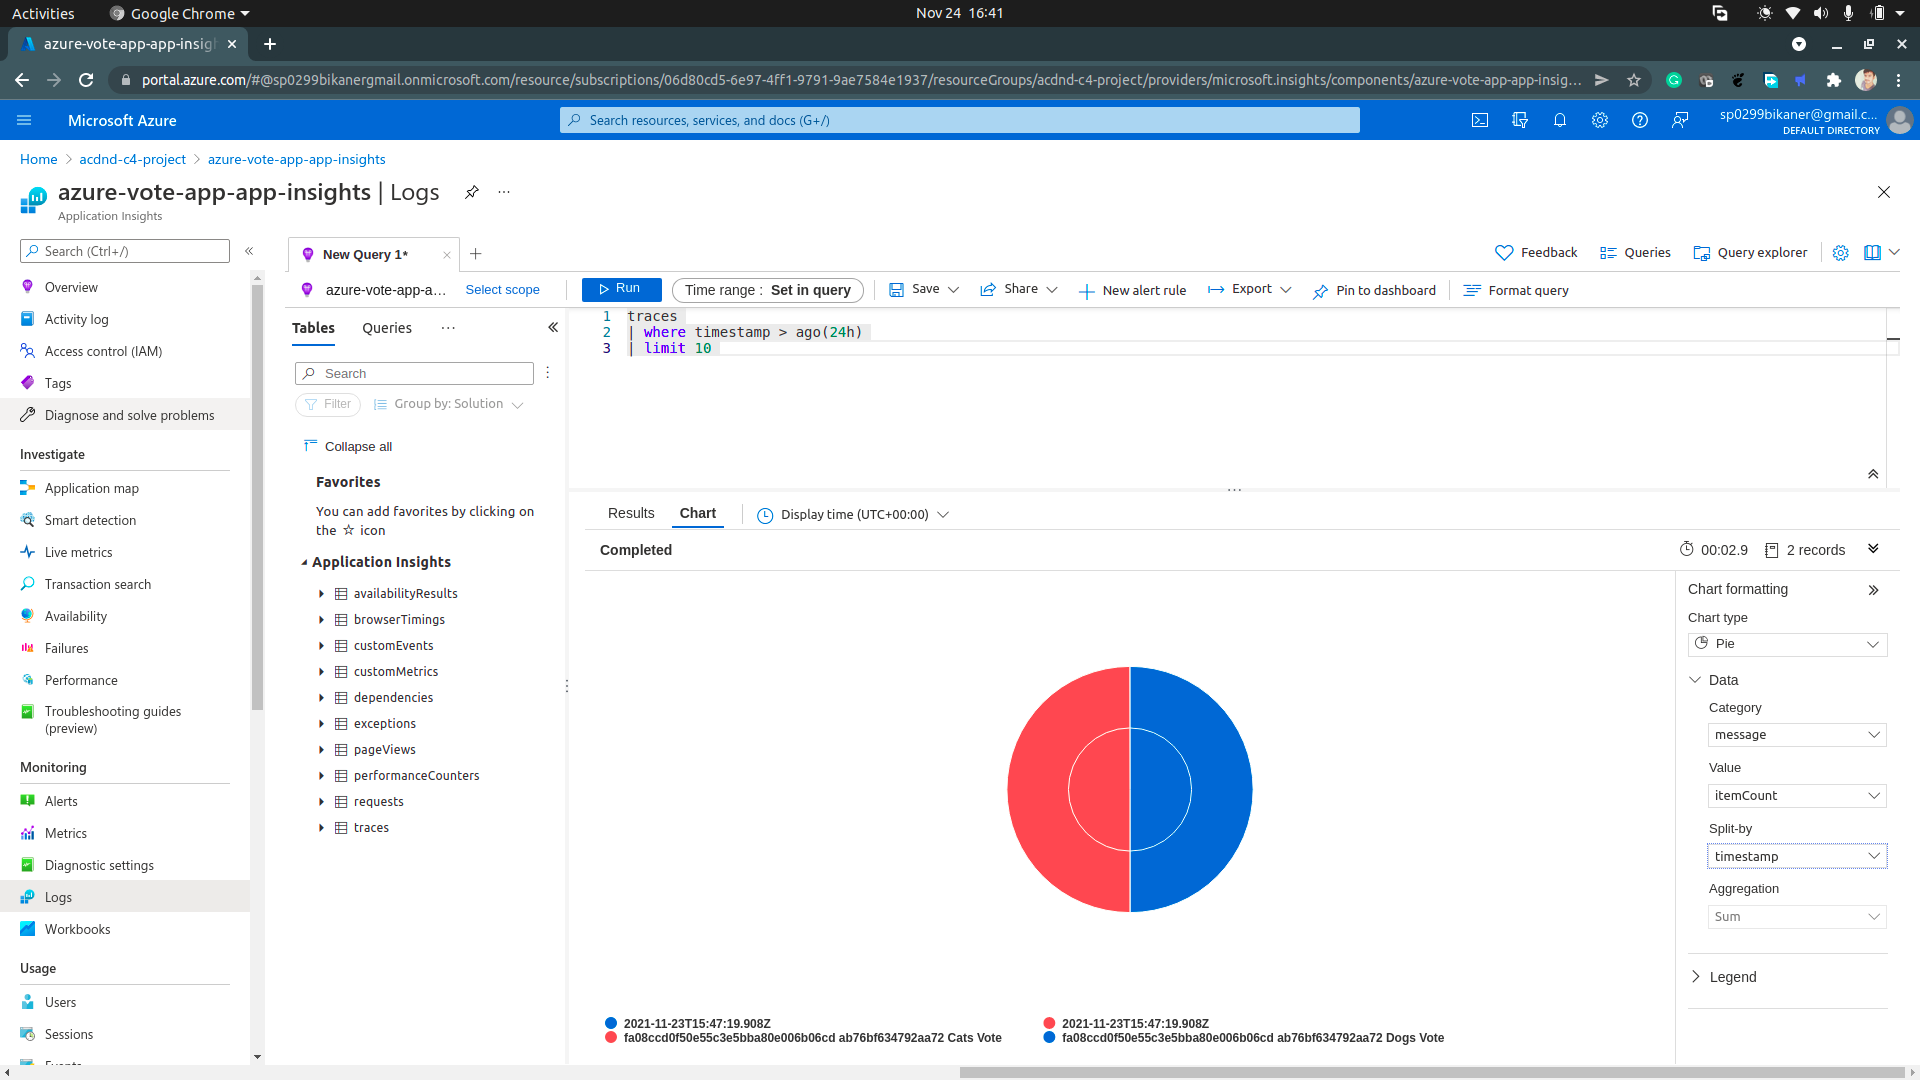 Activities
Google Chrome
Nov 24 16:41
azure-vote-app-app-insigh
portal.azure.com/#@sp0299bikanergmail.onmicrosoft.com/resource/subscriptions/06d80cd5-6e97-4ff1-9791-9ae7584e1937/resourceGroups/acdnd-c4-project/providers/microsoft.insights/components/azure-vote-app-app-insig...
Microsoft Azure
Search resources, services, and docs (G+/)
sp0299bikaner@gmail.c...
DEFAULT DIRECTORY
Home > acdnd-c4-project > azure-vote-app-app-insights
azure-vote-app-app-insights | Logs
Application Insights
Search (Ctrl+/)
Overview
Activity log
Access control (IAM)
Tags
Diagnose and solve problems
Investigate
Application map
Smart detection
Live metrics
Transaction search
Availability
Failures
Performance
Troubleshooting guides
(preview)
Monitoring
Alerts
Metrics
Diagnostic settings
Logs
Workbooks
Usage
Users
Sessions
Events
New Query 1*
Feedback
Queries
Query explorer
azure-vote-app-a...
Select scope
Run
Time range : Set in query
Save
Share
New alert rule
Export
Pin to dashboard
Format query
Tables
Queries
Search
Filter
Group by: Solution
Collapse all
Favorites
You can add favorites by clicking on
the ☆ icon
Application Insights
availabilityResults
browserTimings
customEvents
customMetrics
dependencies
exceptions
pageViews
performanceCounters
requests
traces
1 traces
2 | where timestamp > ago(24h)
3 | limit 10
Results
Chart
Display time (UTC+00:00)
Completed
00:02.9
2 records
Chart formatting
Chart type
Pie
Data
Category
message
Value
itemCount
Split-by
timestamp
Aggregation
Sum
Legend
2021-11-23T15:47:19.908Z
fa08ccd0f50e55c3e5bba80e006b06cd ab76bf634792aa72 Cats Vote
2021-11-23T15:47:19.908Z
fa08ccd0f50e55c3e5bba80e006b06cd ab76bf634792aa72 Dogs Vote